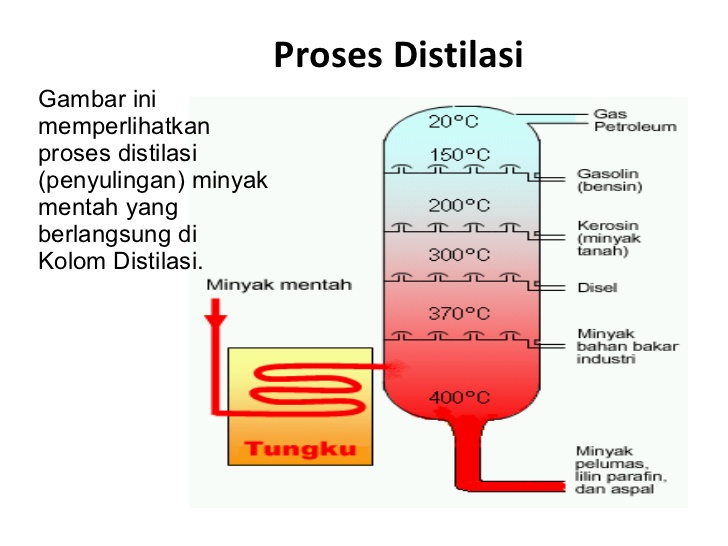 Proses Distilasi
Gambar ini
memperlihatkan
proses distilasi
(penyulingan) minyak
mentah yang
berlangsung di
Kolom Distilasi.
Minyak mentah
Tungku
20°C
150°C
200°C
300°C
370°C
400°C
Gas
Petroleum
Gasolin
(bensin)
Kerosin
(minyak
tanah)
Disel
Minyak
bahan bakar
industri
Minyak
pelumas,
lilin parafin,
dan aspal